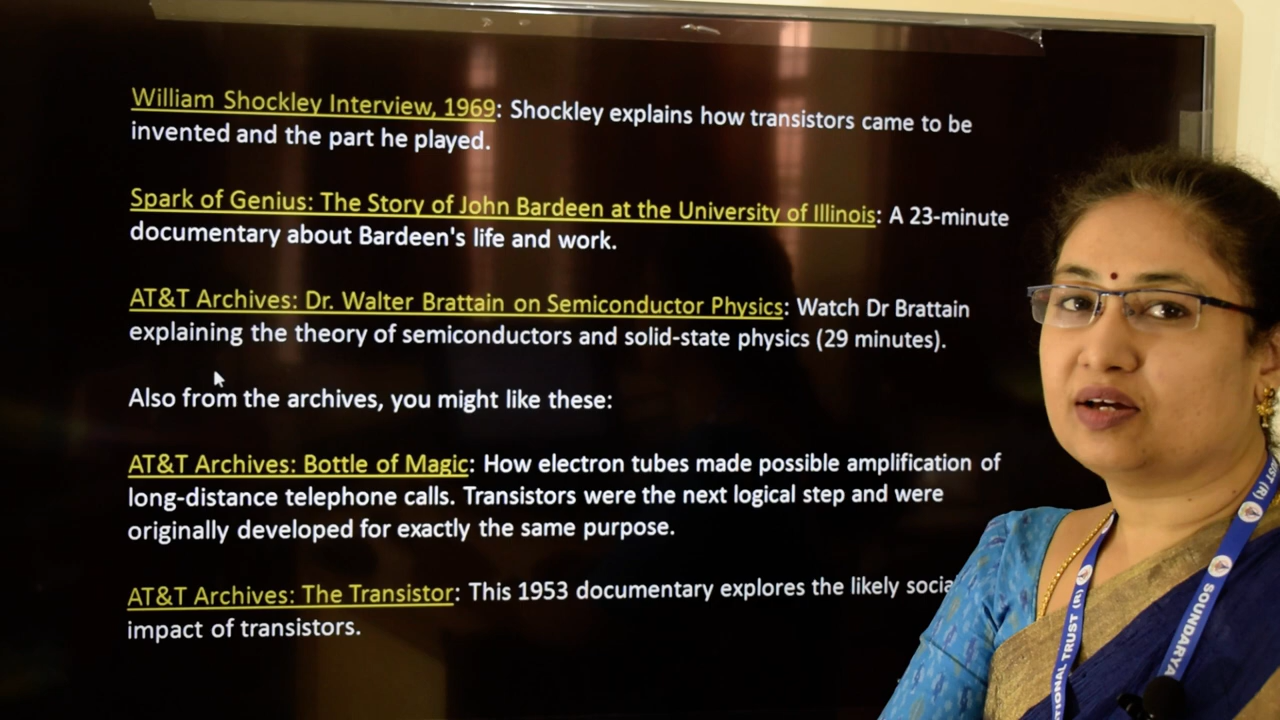 William Shockley Interview, 1969: Shockley explains how transistors came to be
invented and the part he played.
Spark of Genius: The Story of John Bardeen at the University of Illinois: A 23-minute
documentary about Bardeen's life and work.
AT&T Archives: Dr. Walter Brattain on Semiconductor Physics: Watch Dr Brattain
explaining the theory of semiconductors and solid-state physics (29 minutes).
Also from the archives, you might like these:
AT&T Archives: Bottle of Magic: How electron tubes made possible amplification of
long-distance telephone calls. Transistors were the next logical step and were
originally developed for exactly the same purpose.
AT&T Archives: The Transistor: This 1953 documentary explores the likely socia
impact of transistors.
TIONAL TRUST (R)
SOUNDARYA
UST (R)